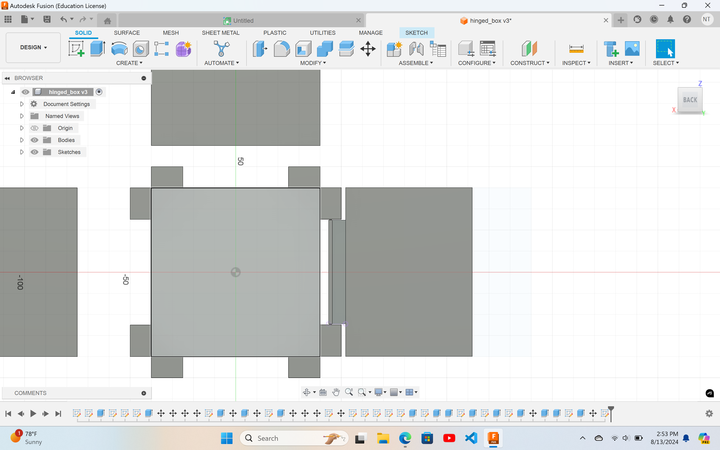 Autodesk Fusion (Education License)
Untitled
hinged_box v3*
NT
SOLID
SURFACE
MESH
SHEET METAL
PLASTIC
UTILITIES
MANAGE
SKETCH
DESIGN
CREATE
AUTOMATE
MODIFY
ASSEMBLE
CONFIGURE
CONSTRUCT
INSPECT
INSERT
SELECT
BROWSER
hinged_box v3
Document Settings
Named Views
Origin
Bodies
Sketches
Z
BACK
X
50
-50
-100
COMMENTS
1
78°F
Sunny
Search
2:53 PM
8/13/2024